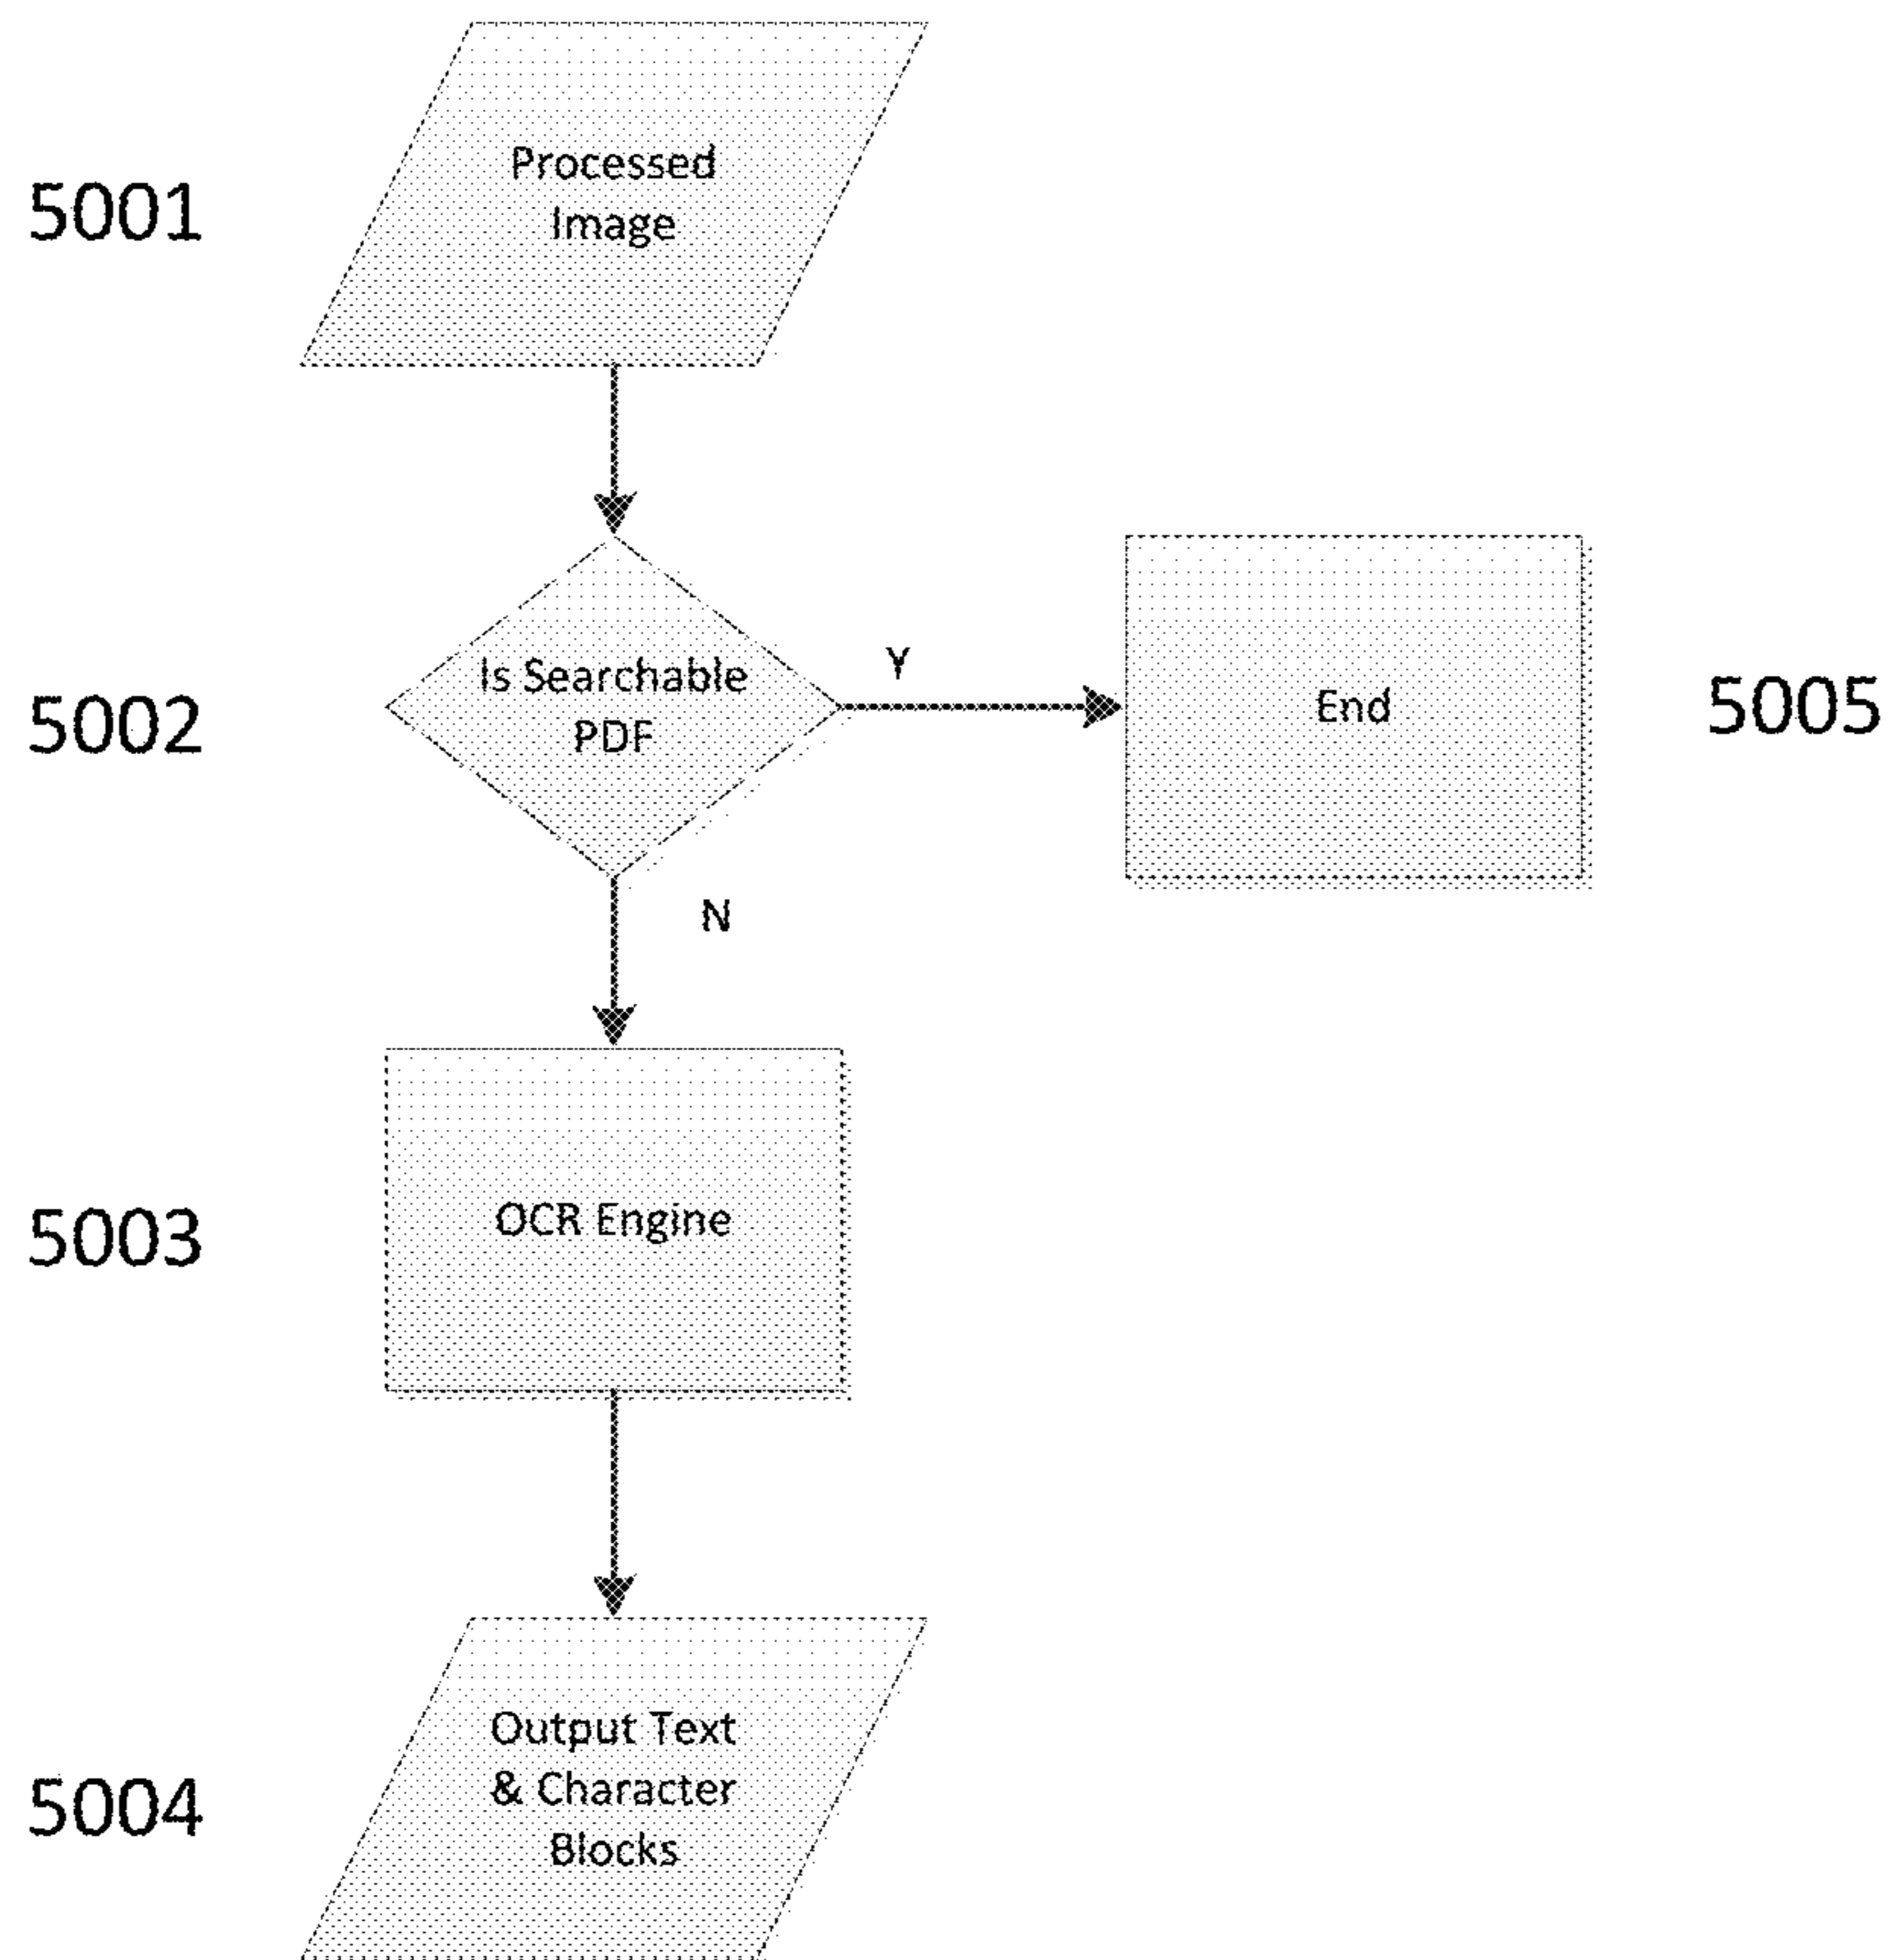 5001
Processed
Image
5002
Is Searchable
PDF
Y
End
5005
N
5003
OCR Engine
5004
Output Text
& Character
Blocks